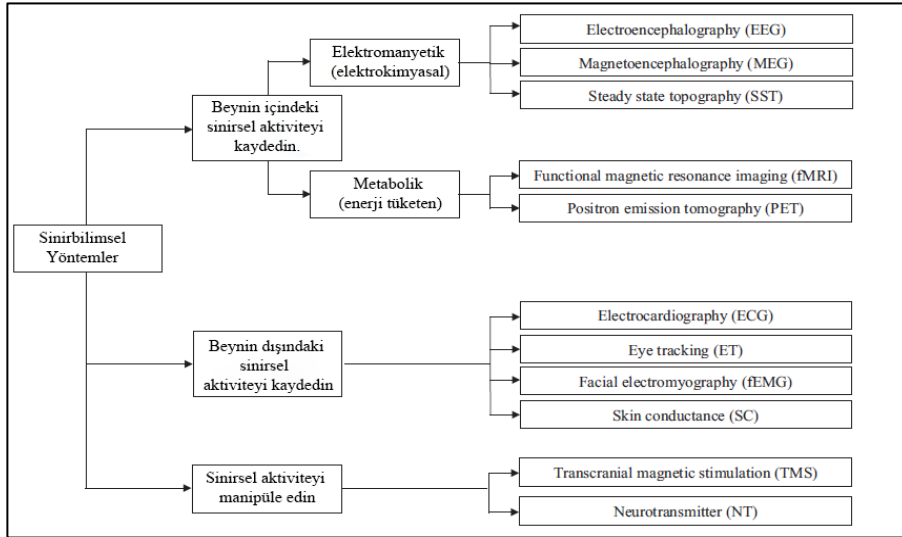 Sinirbilimsel
Yöntemler
Beynin içindeki
sinirsel aktiviteyi
kaydedin.
Elektromanyetik
(elektrokimyasal)
Electroencephalography (EEG)
Magnetoencephalography (MEG)
Steady state topography (SST)
Metabolik
(enerji tüketen)
Functional magnetic resonance imaging (fMRI)
Positron emission tomography (PET)
Beynin dışındaki
sinirsel
aktiviteyi kaydedin
Electrocardiography (ECG)
Eye tracking (ET)
Facial electromyography (fEMG)
Skin conductance (SC)
Sinirsel aktiviteyi
manipüle edin
Transcranial magnetic stimulation (TMS)
Neurotransmitter (NT)